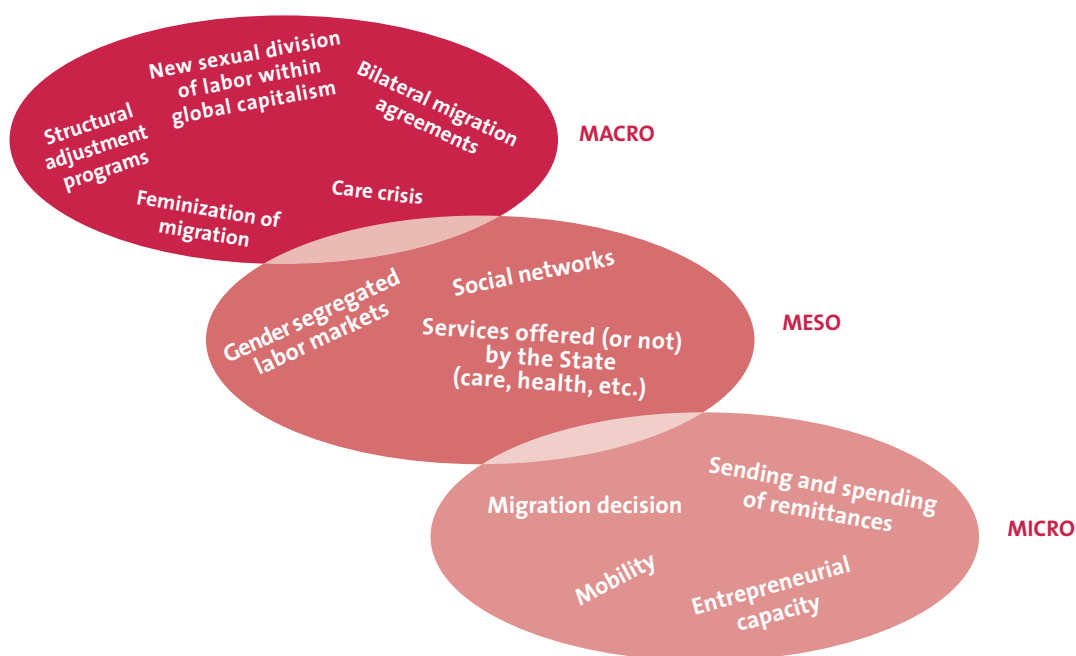 New sexual division
of labor within
global capitalism
Bilateral migration
agreements
Structural
adjustment
programs
Feminization of
migration
Care crisis
MACRO
Gender segregated
labor markets
Social networks
Services offered (or not)
by the State
(care, health, etc.)
MESO
Migration decision
Sending and spending
of remittances
Mobility
Entrepreneurial
capacity
MICRO